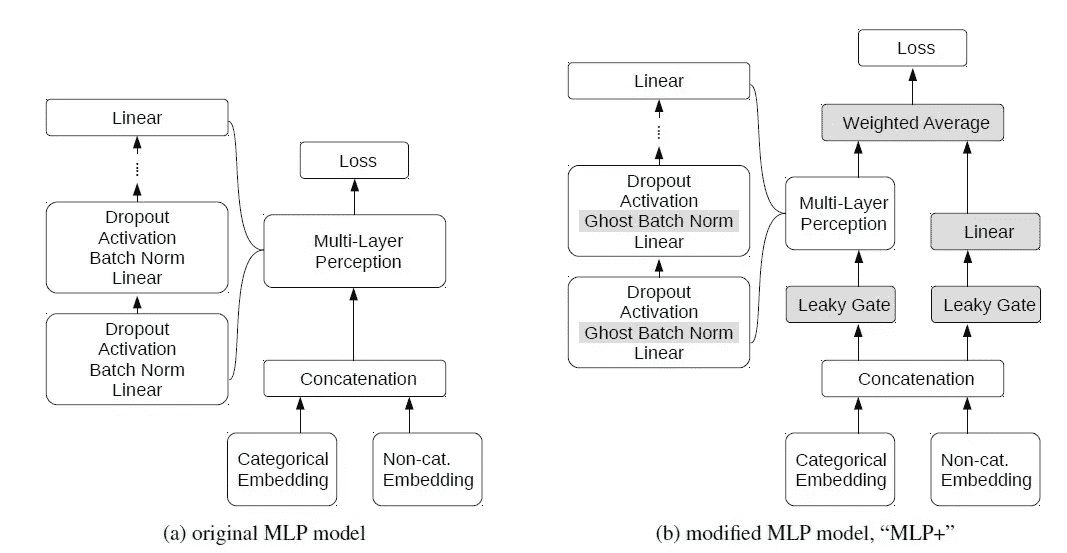 Linear
Dropout
Activation
Batch Norm
Linear
Dropout
Activation
Batch Norm
Linear
Loss
Multi-Layer
Perception
Concatenation
Categorical
Embedding
Non-cat.
Embedding
(a) original MLP model
Linear
Dropout
Activation
Ghost Batch Norm
Linear
Dropout
Activation
Ghost Batch Norm
Linear
Loss
Weighted Average
Multi-Layer
Perception
Linear
Leaky Gate
Leaky Gate
Concatenation
Categorical
Embedding
Non-cat.
Embedding
(b) modified MLP model, “MLP+”